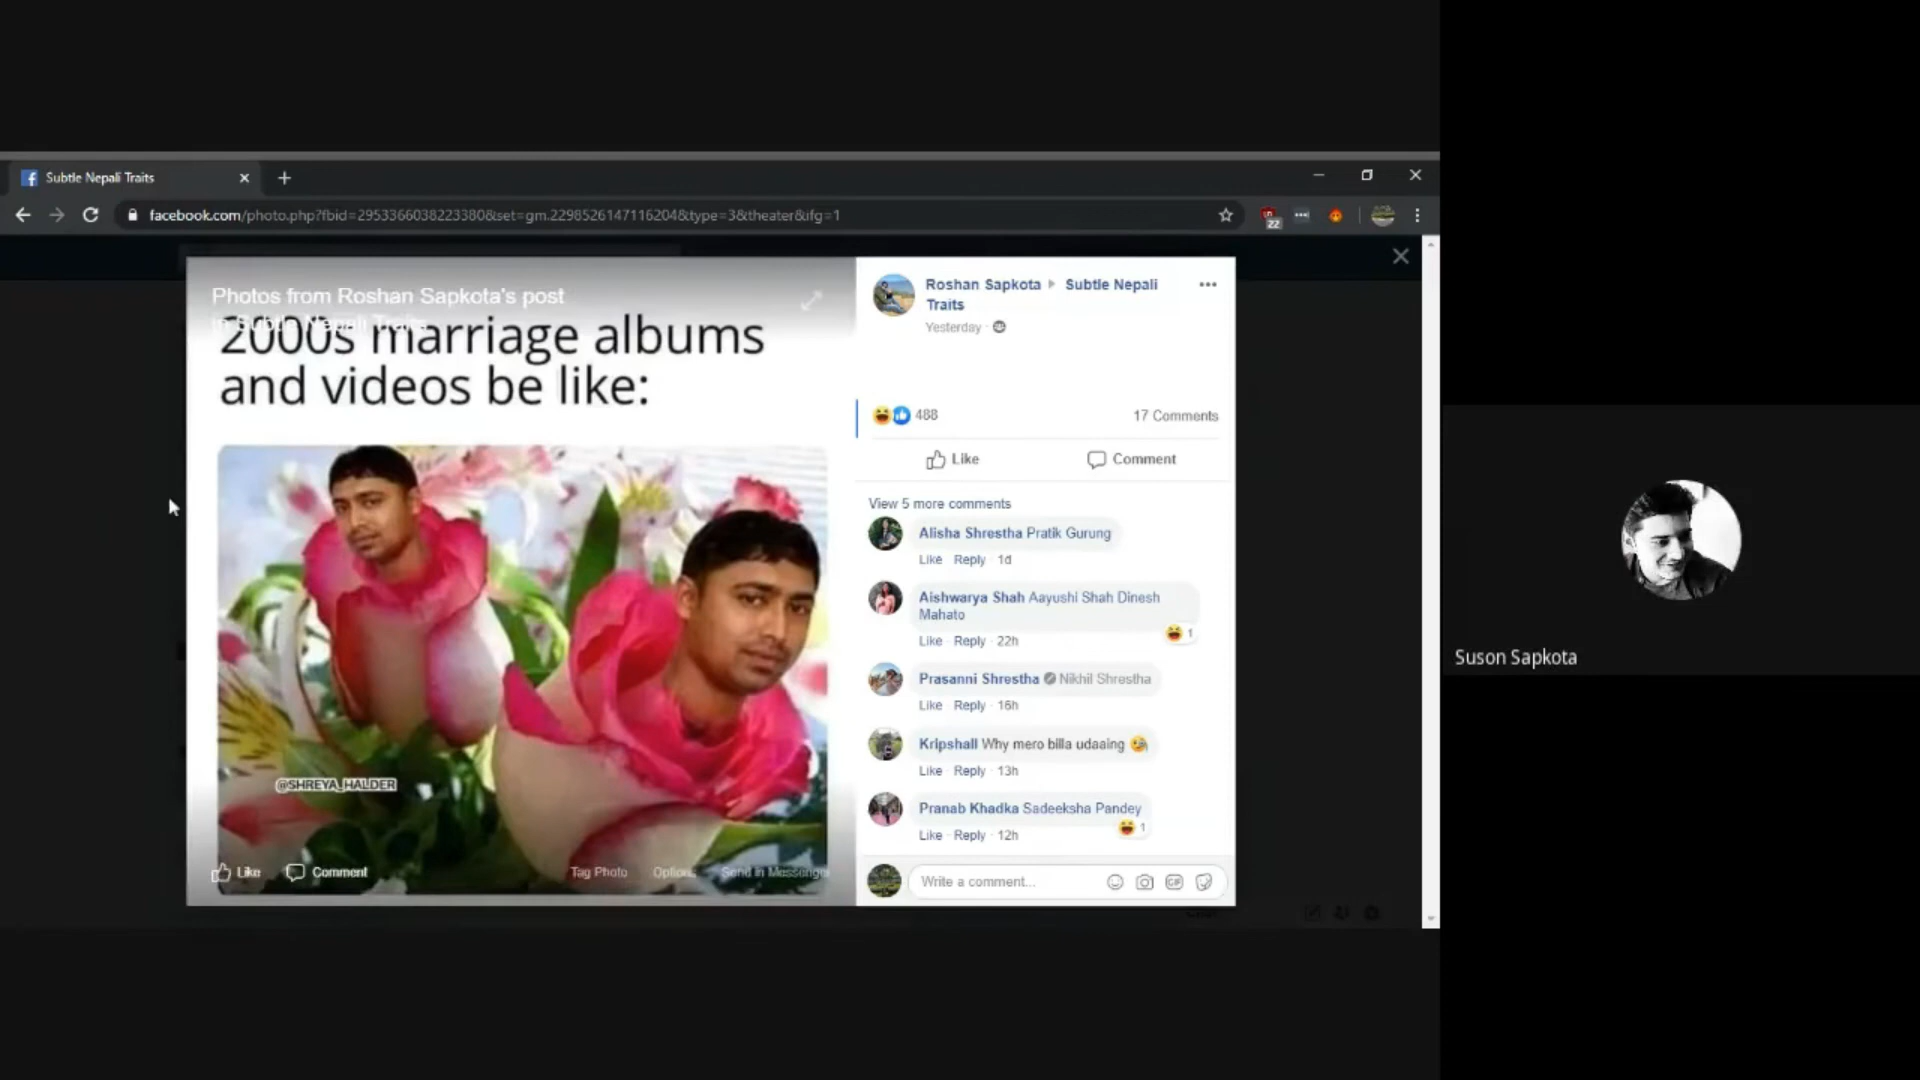 Subtle Nepali Traits
facebook.com/photo.php?fbid=2953366038223380&set=gm.2298526147116204&type=3&theater&ifg=1
22
Photos from Roshan Sapkota's post
in Subtle Nepali Traits
2000s marriage albums
and videos be like:
@SHREYA_HALDER
Like Comment Tag Photo Options Send in Messenger
Roshan Sapkota Subtle Nepali
Traits
Yesterday ·
488 17 Comments
Like Comment
View 5 more comments
Alisha Shrestha Pratik Gurung
Like · Reply · 1d
Aishwarya Shah Aayushi Shah Dinesh
Mahato
1
Like · Reply · 22h
Prasanni Shrestha Nikhil Shrestha
Like · Reply · 16h
Kripshall Why mero billa udaaing
Like · Reply · 13h
Pranab Khadka Sadeeksha Pandey
1
Like · Reply · 12h
Write a comment...
GIF
Suson Sapkota